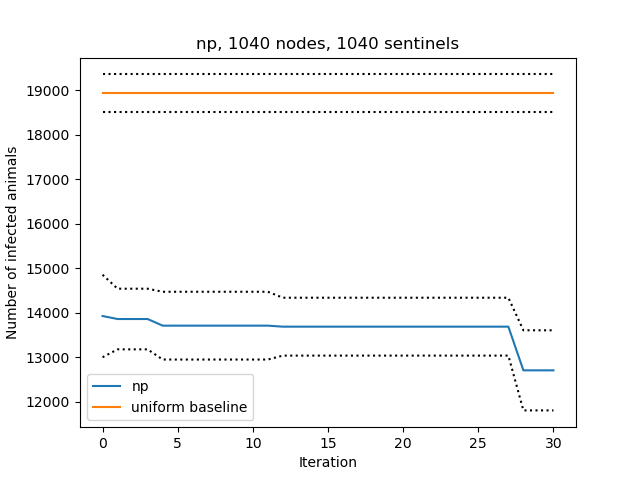 np, 1040 nodes, 1040 sentinels
Number of infected animals
19000
18000
17000
16000
15000
14000
13000
12000
np
uniform baseline
0 5 10 15 20 25 30
Iteration